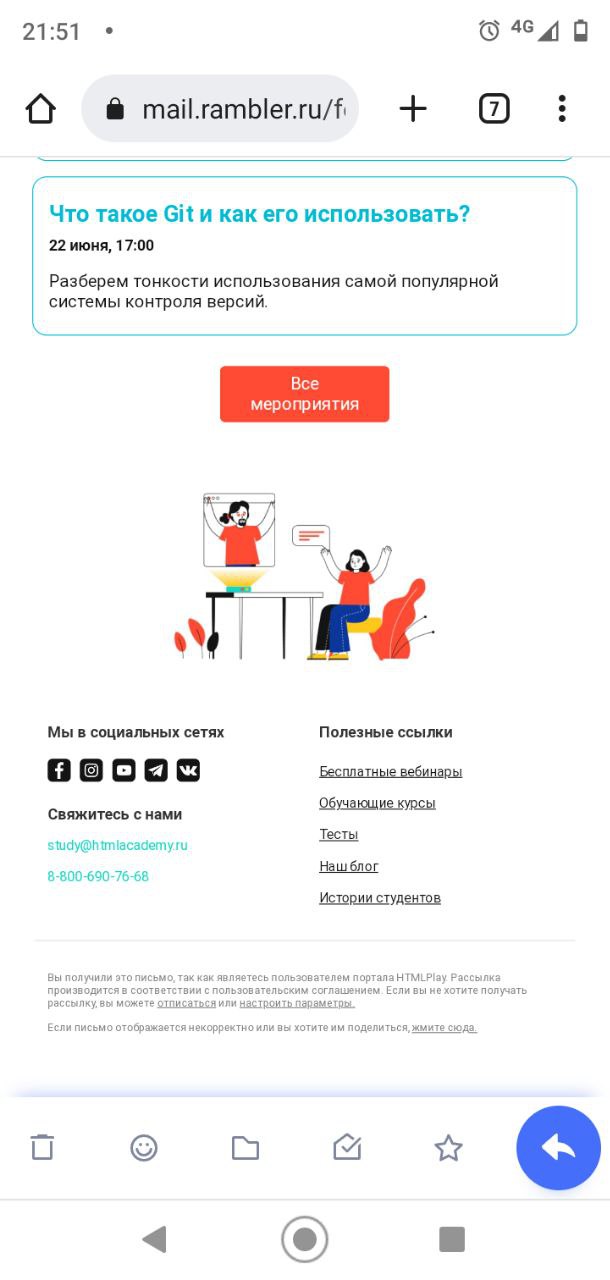 21:51
4G
mail.rambler.ru/f
7
Что такое Git и как его использовать?
22 июня, 17:00
Разберем тонкости использования самой популярной
системы контроля версий.
Все
мероприятия
Мы в социальных сетях
Свяжитесь с нами
study@htmlacademy.ru
8-800-690-76-68
Полезные ссылки
Бесплатные вебинары
Обучающие курсы
Тесты
Наш блог
Истории студентов
Вы получили это письмо, так как являетесь пользователем портала HTMLPlay. Рассылка
производится в соответствии с пользовательским соглашением. Если вы не хотите получать
рассылку, вы можете отписаться или настроить параметры.
Если письмо отображается некорректно или вы хотите им поделиться, жмите сюда.